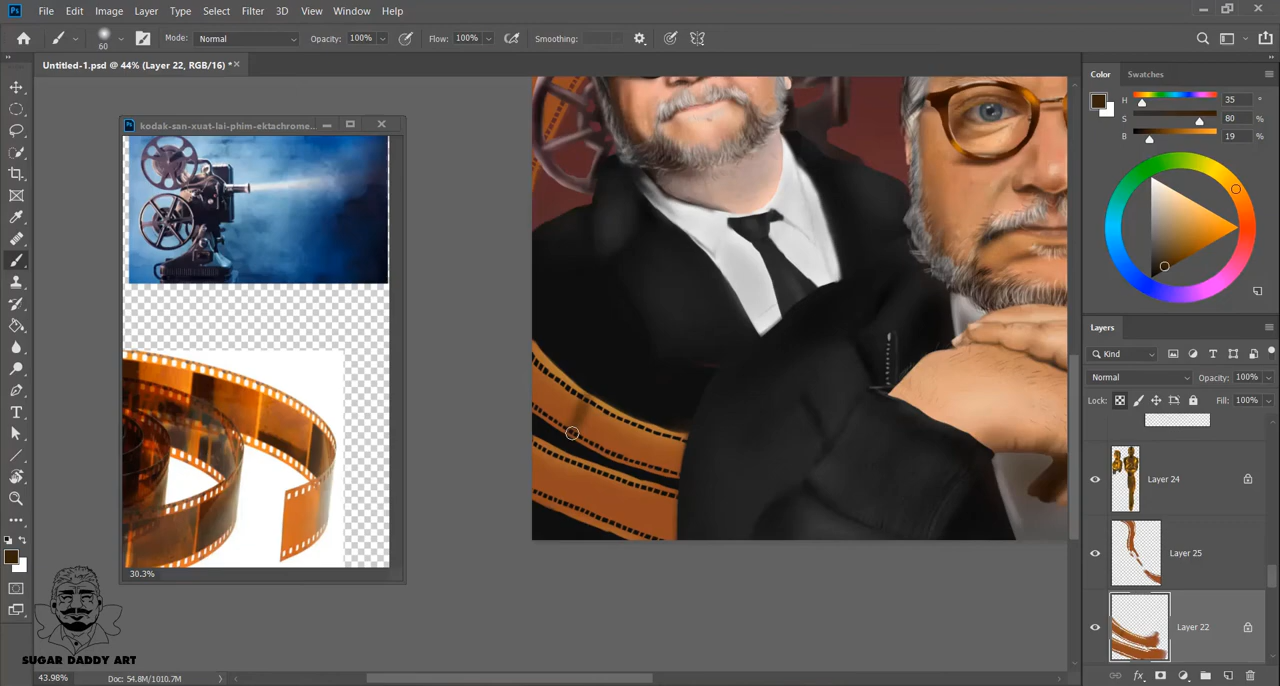 File Edit Image Layer Type Select Filter 3D View Window Help
60 Mode: Normal Opacity: 100% Flow: 100% Smoothing:
Untitled-1.psd @ 44% (Layer 22, RGB/16) *
kodak-san-xuat-lai-phim-ektachrome...
30.3%
SUGAR DADDY ART
43.98% Doc: 54.8M/1010.7M
Color Swatches
H 35
S 80 %
B 19 %
Layers
Kind
Normal Opacity: 100%
Lock: Fill: 100%
Layer 24
Layer 25
Layer 22